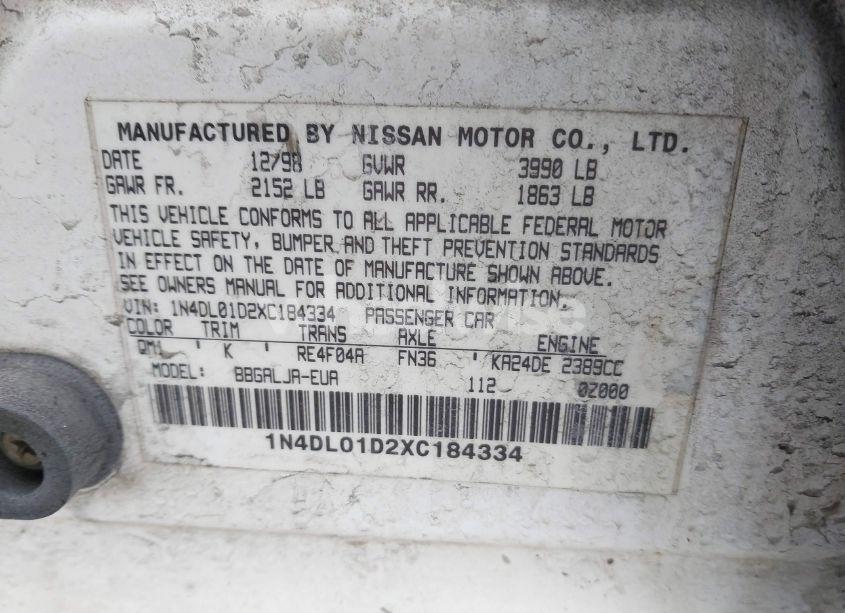 MANUFACTURED BY NISSAN MOTOR CO., LTD.
DATE 12/98 GVWR 3990 LB
GAWR FR. 2152 LB GAWR RR. 1863 LB
THIS VEHICLE CONFORMS TO ALL APPLICABLE FEDERAL MOTOR
VEHICLE SAFETY, BUMPER AND THEFT PREVENTION STANDARDS
IN EFFECT ON THE DATE OF MANUFACTURE SHOWN ABOVE.
SEE OWNERS MANUAL FOR ADDITIONAL INFORMATION.
VIN: 1N4DL01D2XC184334 PASSENGER CAR
COLOR TRIM TRANS AXLE ENGINE
QM1 ' K ' RE4F04A FN36 ' KA24DE 2389CC
MODEL: BBGALJA-EUA 112 0Z000
1N4DL01D2XC184334